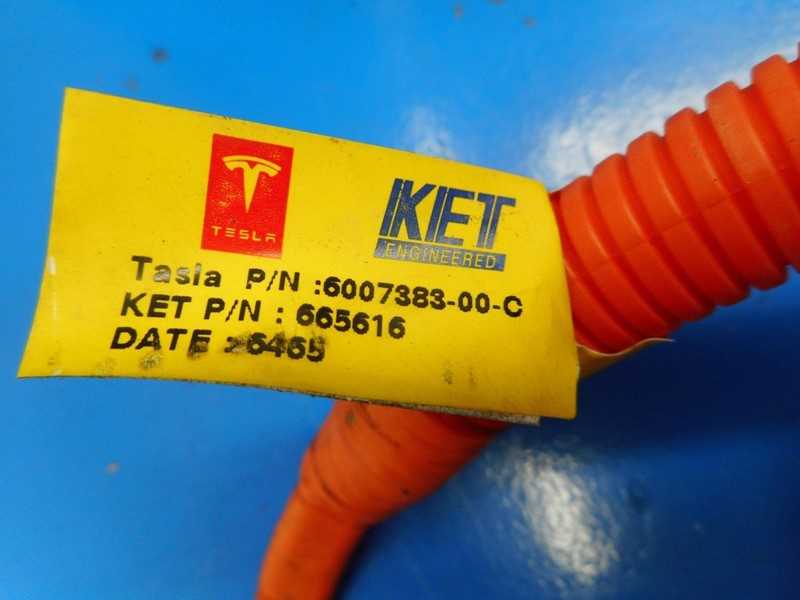 TESLA
KET
ENGINEERED
Tasla P/N :6007383-00-C
KET P/N : 665616
DATE :6465